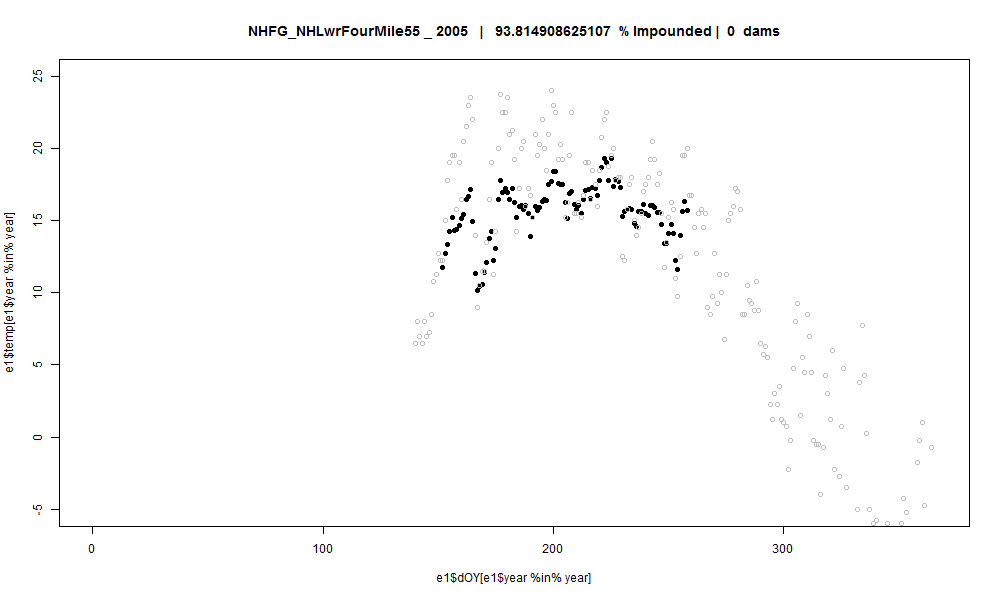 NHFG_NHLwrFourMile55 _ 2005 | 93.814908625107 % Impounded | 0 dams
25
20
15
10
5
0
-5
e1$temp[e1$year %in% year]
0 100 200 300
e1$dOY[e1$year %in% year]